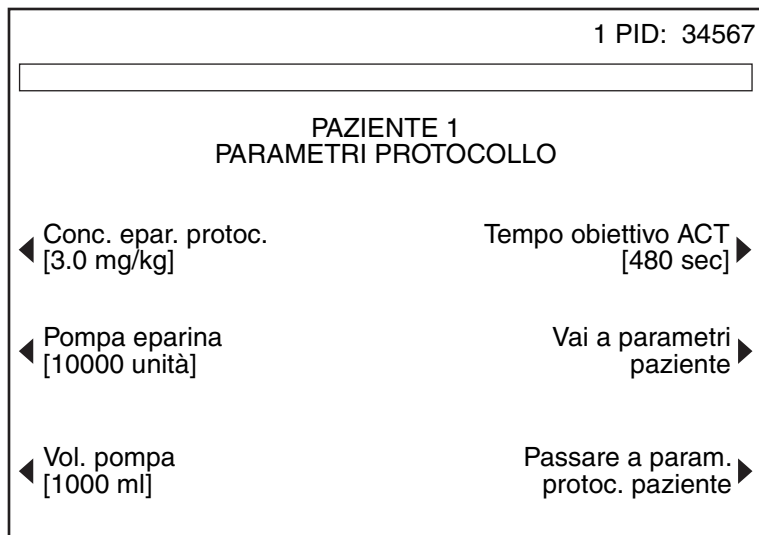 1 PID: 34567
PAZIENTE 1
PARAMETRI PROTOCOLLO
Conc. epar. protoc.
[3.0 mg/kg]
Tempo obiettivo ACT
[480 sec]
Pompa eparina
[10000 unità]
Vai a parametri
paziente
Vol. pompa
[1000 ml]
Passare a param.
protoc. paziente